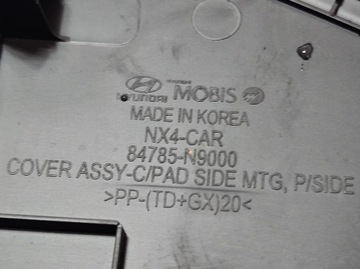 HYUNDAI MOBIS
MADE IN KOREA
NX4-CAR
84785-N9000
COVER ASSY-C/PAD SIDE MTG, P/SIDE
>PP-(TD+GX)20<